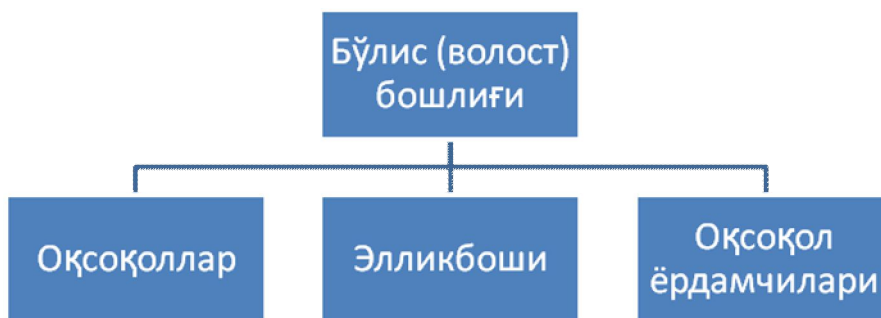 Бўлис (волост)
бошлиғи
Оқсоқоллар
Элликбоши
Оқсоқол
ёрдамчилари